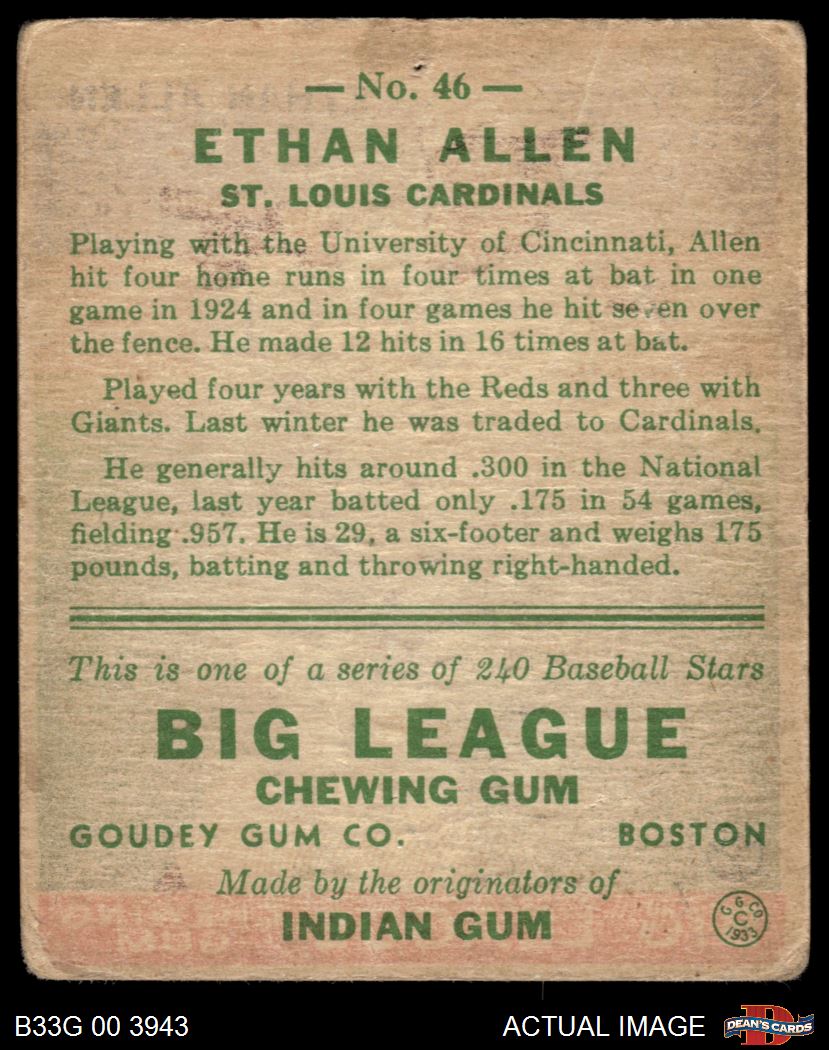 — No. 46 —
ETHAN ALLEN
ST. LOUIS CARDINALS
Playing with the University of Cincinnati, Allen
hit four home runs in four times at bat in one
game in 1924 and in four games he hit seven over
the fence. He made 12 hits in 16 times at bat.
Played four years with the Reds and three with
Giants. Last winter he was traded to Cardinals.
He generally hits around .300 in the National
League, last year batted only .175 in 54 games,
fielding .957. He is 29, a six-footer and weighs 175
pounds, batting and throwing right-handed.
This is one of a series of 240 Baseball Stars
BIG LEAGUE
CHEWING GUM
GOUDEY GUM CO. BOSTON
Made by the originators of
INDIAN GUM
G G CO
C
1933
B33G 00 3943 ACTUAL IMAGE D DEAN'S CARDS